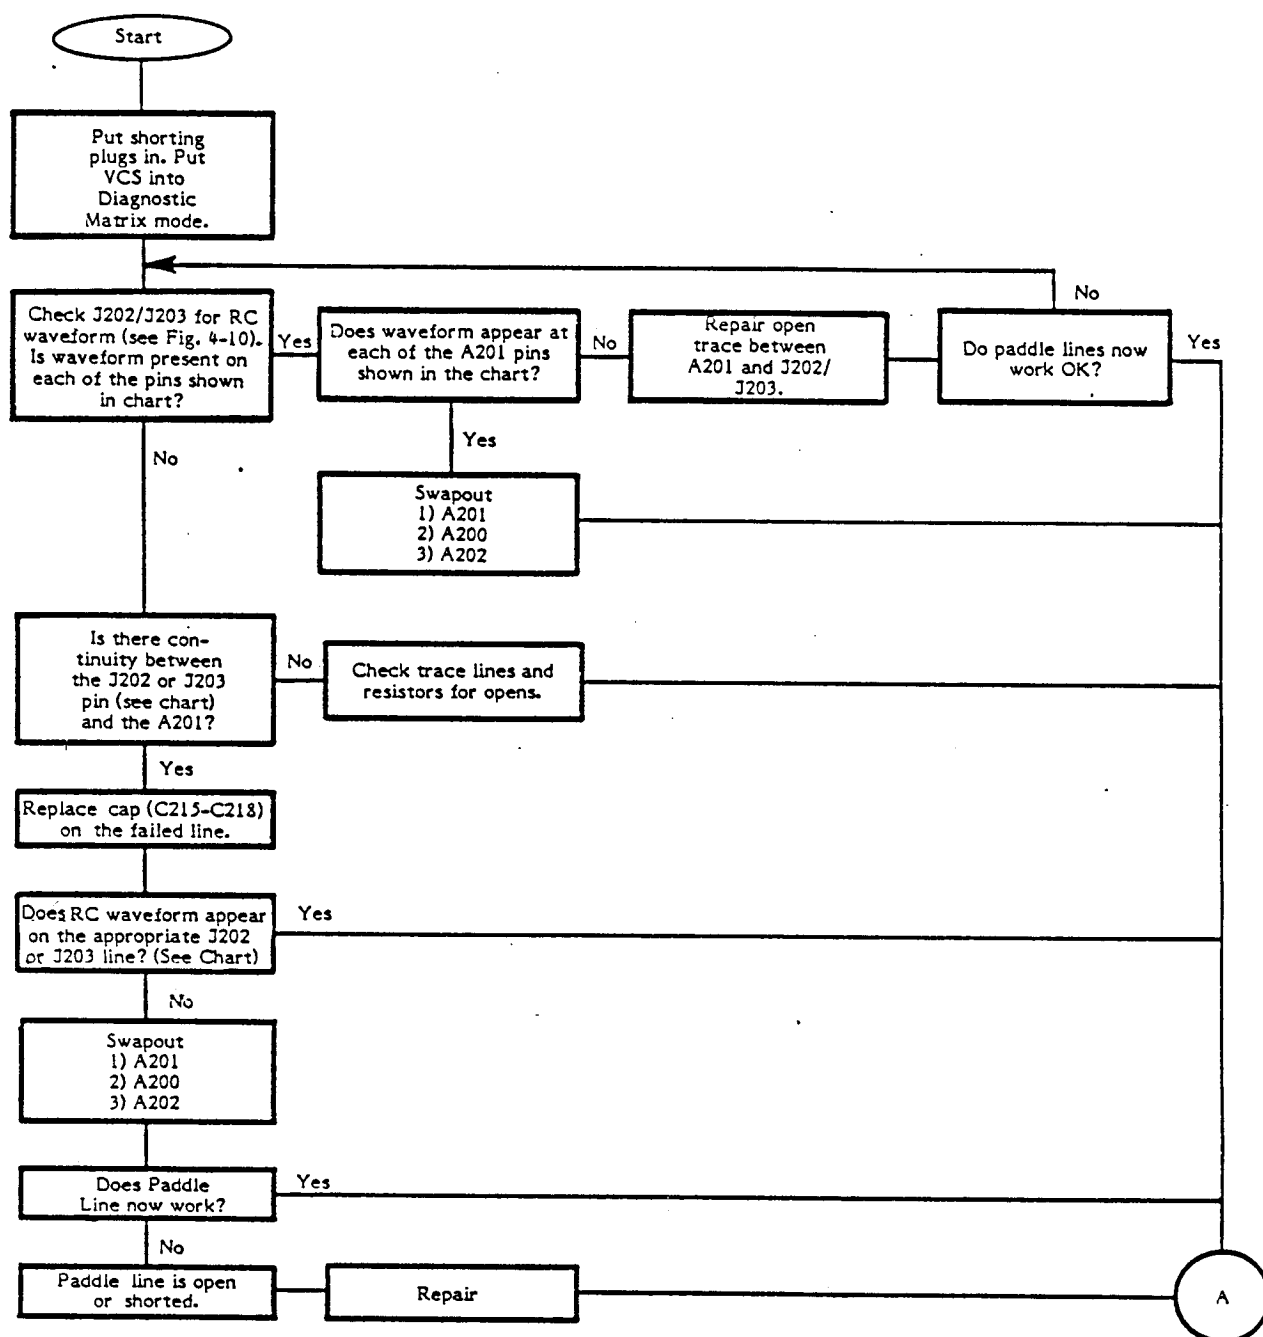 Start
Put shorting
plugs in. Put
VCS into
Diagnostic
Matrix mode.
Check J202/J203 for RC
waveform (see Fig. 4-10).
Is waveform present on
each of the pins shown
in chart?
Yes
Does waveform appear at
each of the A201 pins
shown in the chart?
No
Repair open
trace between
A201 and J202/
J203.
No
Do paddle lines now
work OK?
Yes
No
Yes
Swapout
1) A201
2) A200
3) A202
Is there con-
tinuity between
the J202 or J203
pin (see chart)
and the A201?
No
Check trace lines and
resistors for opens.
Yes
Replace cap (C215-C218)
on the failed line.
Does RC waveform appear
on the appropriate J202
or J203 line? (See Chart)
Yes
No
Swapout
1) A201
2) A200
3) A202
Does Paddle
Line now work?
Yes
No
Paddle line is open
or shorted.
Repair
A